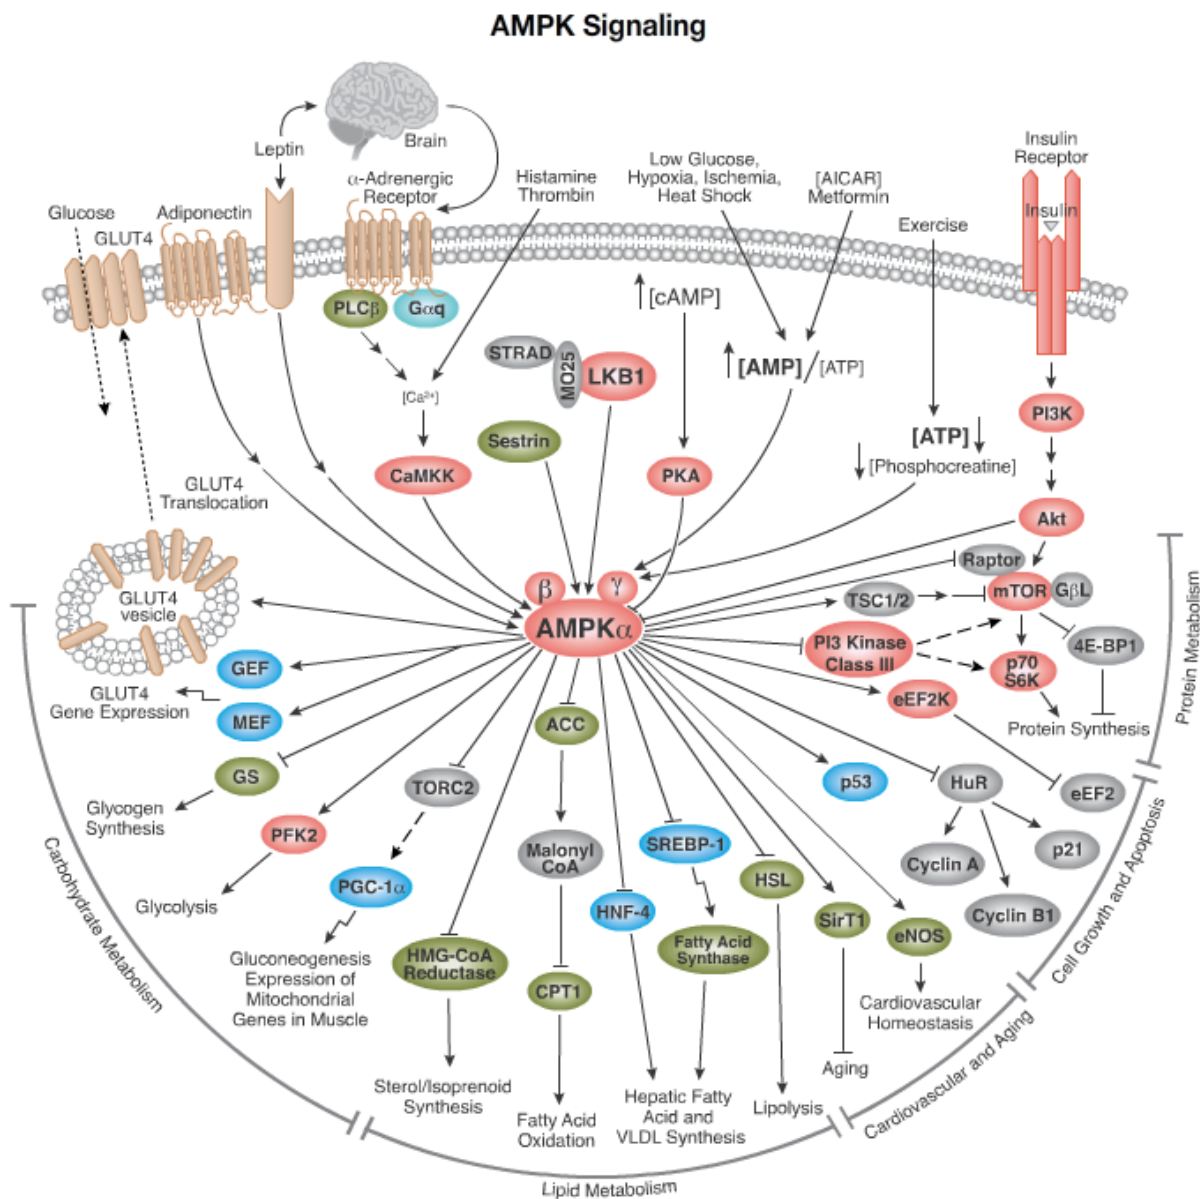 AMPK Signaling
Brain
Leptin
α-Adrenergic
Receptor
Histamine
Thrombin
Low Glucose,
Hypoxia, Ischemia,
Heat Shock
[AICAR]
Metformin
Exercise
Insulin
Receptor
Insulin
Glucose
GLUT4
Adiponectin
PLCβ
Gαq
[Ca²⁺]
CaMKK
STRAD
MO25
LKB1
Sestrin
[cAMP]
PKA
[AMP]/[ATP]
[ATP]
[Phosphocreatine]
PI3K
Akt
GLUT4
Translocation
GLUT4
vesicle
β
γ
AMPKα
Raptor
mTOR
GβL
TSC1/2
PI3 Kinase
Class III
4E-BP1
p70
S6K
eEF2K
Protein Synthesis
GEF
GLUT4
Gene Expression
MEF
GS
Glycogen
Synthesis
PFK2
Glycolysis
TORC2
PGC-1α
Gluconeogenesis
Expression of
Mitochondrial
Genes in Muscle
HMG-CoA
Reductase
Sterol/Isoprenoid
Synthesis
ACC
Malonyl
CoA
CPT1
Fatty Acid
Oxidation
HNF-4
SREBP-1
Fatty Acid
Synthase
Hepatic Fatty
Acid and
VLDL Synthesis
HSL
Lipolysis
SirT1
Aging
eNOS
Cardiovascular
Homeostasis
p53
HuR
eEF2
Cyclin A
p21
Cyclin B1
Carbohydrate Metabolism
Lipid Metabolism
Cardiovascular and Aging
Cell Growth and Apoptosis
Protein Metabolism